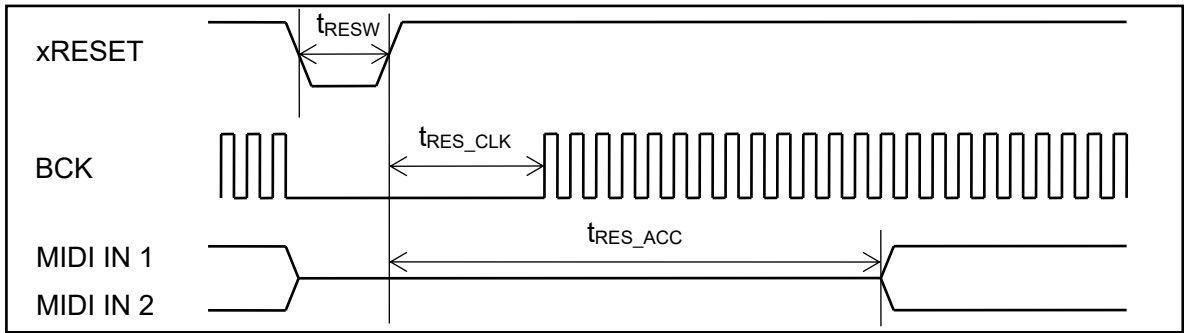 xRESET
tRESW
BCK
tRES_CLK
MIDI IN 1
tRES_ACC
MIDI IN 2